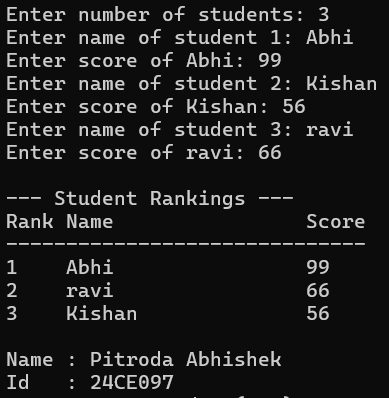 Enter number of students: 3
Enter name of student 1: Abhi
Enter score of Abhi: 99
Enter name of student 2: Kishan
Enter score of Kishan: 56
Enter name of student 3: ravi
Enter score of ravi: 66

--- Student Rankings ---
Rank Name                Score
------------------------------
1    Abhi                99
2    ravi                66
3    Kishan              56

Name : Pitroda Abhishek
Id   : 24CE097